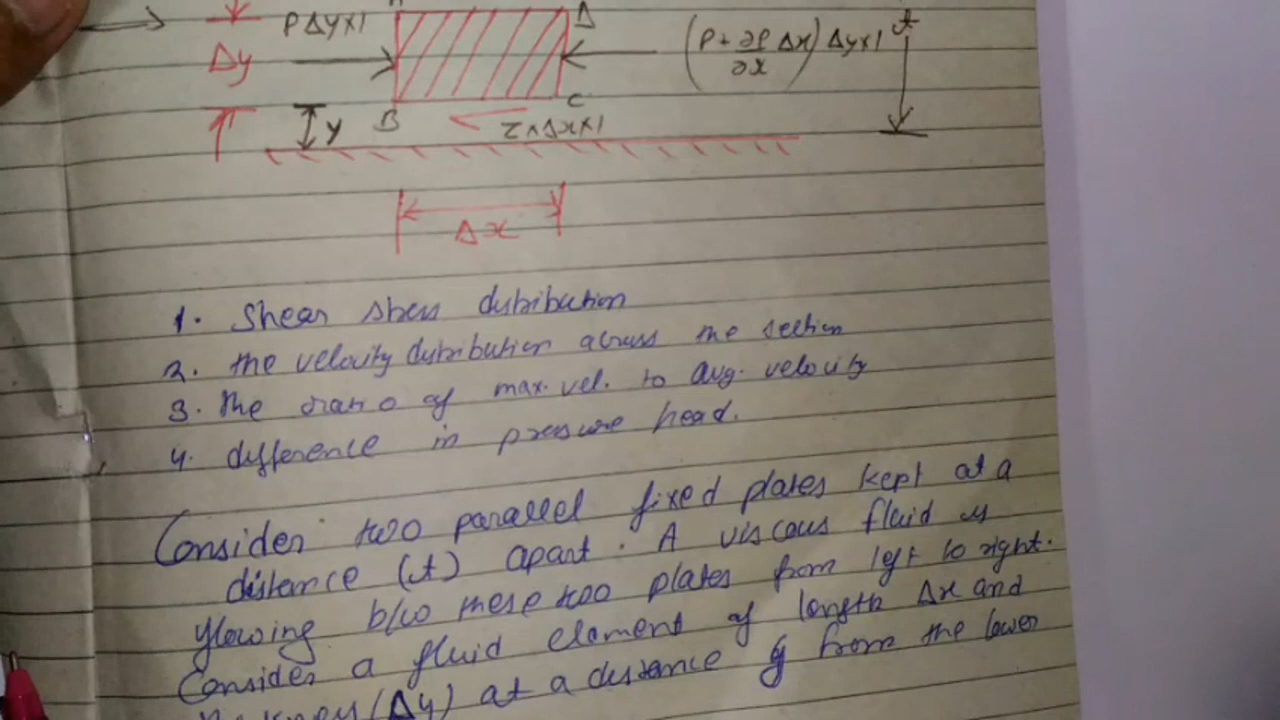 PΔy×1
Δ
(P+∂P/∂x Δx) Δy×1
t
Δy
y
B
C
τ×Δx×1
Δx
1. Shear stress distribution
2. the velocity distribution across the section
3. the ratio of max. vel. to avg. velocity
4. difference in pressure head.
Consider two parallel fixed plates kept at a
distance (t) apart. A viscous fluid is
flowing b/w these two plates from left to right.
Consider a fluid element of length Δx and
(Δy) at a distance y from the lower